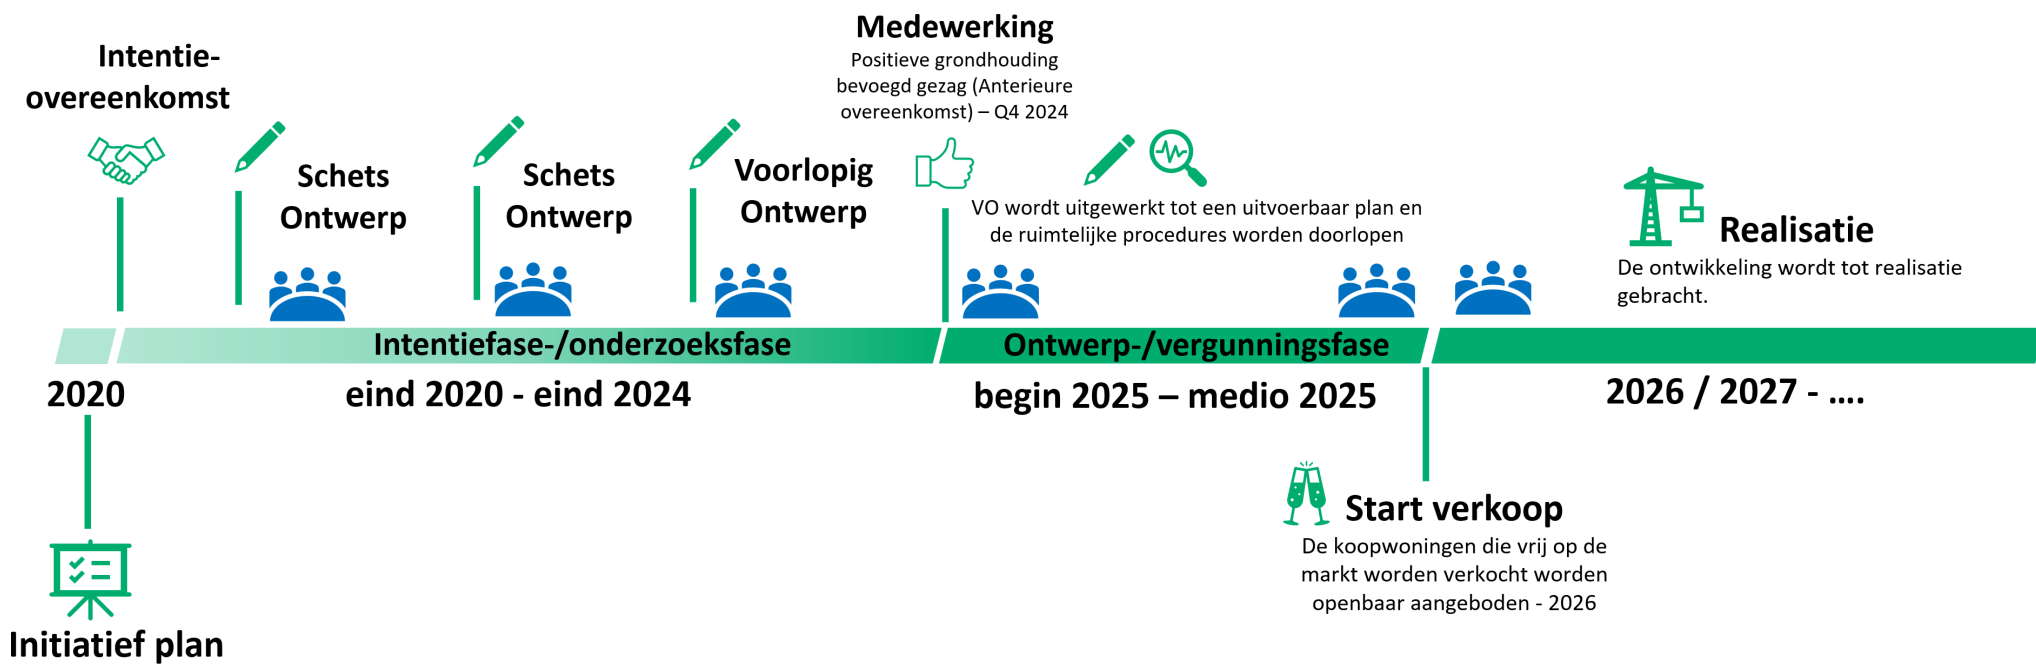 Intentie-
overeenkomst
Schets
Ontwerp
Schets
Ontwerp
Voorlopig
Ontwerp
Medewerking
Positieve grondhouding
bevoegd gezag (Anterieure
overeenkomst) – Q4 2024
VO wordt uitgewerkt tot een uitvoerbaar plan en
de ruimtelijke procedures worden doorlopen
Realisatie
De ontwikkeling wordt tot realisatie
gebracht.
Intentiefase-/onderzoeksfase
Ontwerp-/vergunningsfase
2020
eind 2020 - eind 2024
begin 2025 – medio 2025
2026 / 2027 - ....
Start verkoop
De koopwoningen die vrij op de
markt worden verkocht worden
openbaar aangeboden - 2026
Initiatief plan